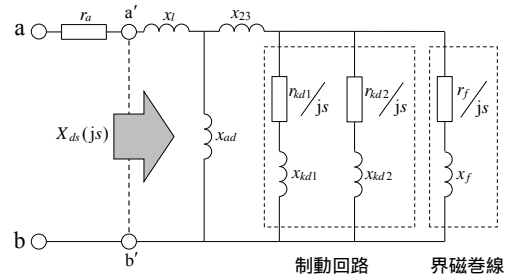 a
r_a
a′
x_l
x_23
r_kd1/js
r_kd2/js
r_f/js
X_ds(js)
x_ad
x_kd1
x_kd2
x_f
b
b′
制動回路
界磁巻線